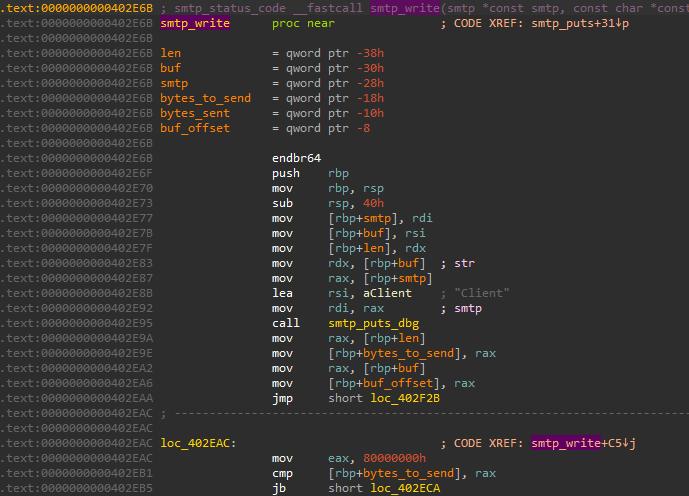 .text:0000000000402E6B ; smtp_status_code __fastcall smtp_write(smtp *const smtp, const char *const
.text:0000000000402E6B smtp_write proc near ; CODE XREF: smtp_puts+31↓p
.text:0000000000402E6B
.text:0000000000402E6B len = qword ptr -38h
.text:0000000000402E6B buf = qword ptr -30h
.text:0000000000402E6B smtp = qword ptr -28h
.text:0000000000402E6B bytes_to_send = qword ptr -18h
.text:0000000000402E6B bytes_sent = qword ptr -10h
.text:0000000000402E6B buf_offset = qword ptr -8
.text:0000000000402E6B
.text:0000000000402E6B endbr64
.text:0000000000402E6F push rbp
.text:0000000000402E70 mov rbp, rsp
.text:0000000000402E73 sub rsp, 40h
.text:0000000000402E77 mov [rbp+smtp], rdi
.text:0000000000402E7B mov [rbp+buf], rsi
.text:0000000000402E7F mov [rbp+len], rdx
.text:0000000000402E83 mov rdx, [rbp+buf] ; str
.text:0000000000402E87 mov rax, [rbp+smtp]
.text:0000000000402E8B lea rsi, aClient ; "Client"
.text:0000000000402E92 mov rdi, rax ; smtp
.text:0000000000402E95 call smtp_puts_dbg
.text:0000000000402E9A mov rax, [rbp+len]
.text:0000000000402E9E mov [rbp+bytes_to_send], rax
.text:0000000000402EA2 mov rax, [rbp+buf]
.text:0000000000402EA6 mov [rbp+buf_offset], rax
.text:0000000000402EAA jmp short loc_402F2B
.text:0000000000402EAC ; ---------------------------------------------------------------------------
.text:0000000000402EAC
.text:0000000000402EAC loc_402EAC: ; CODE XREF: smtp_write+C5↓j
.text:0000000000402EAC mov eax, 80000000h
.text:0000000000402EB1 cmp [rbp+bytes_to_send], rax
.text:0000000000402EB5 jb short loc_402ECA